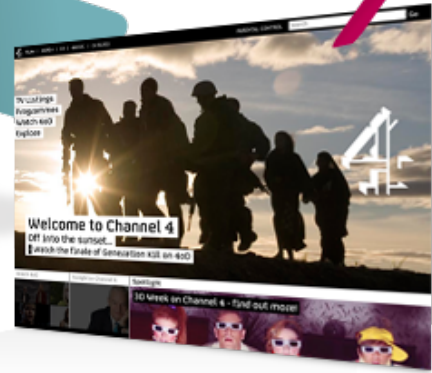 PARENTAL CONTROL
Search
Go
TV Listings
Programmes
Watch 4oD
Explore
4
Welcome to Channel 4
Off into the sunset...
Watch the finale of Generation Kill on 4oD
Spotlight
3D Week on Channel 4 - find out more!